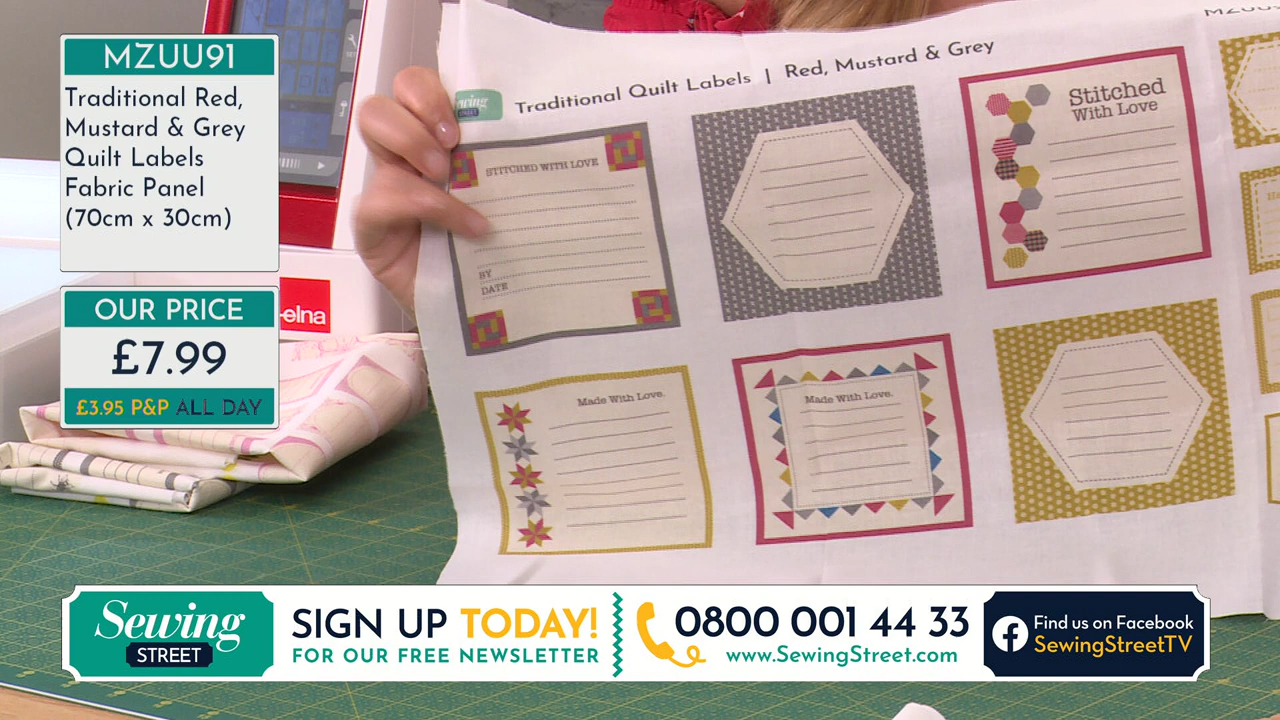 MZUU91
Traditional Red,
Mustard & Grey
Quilt Labels
Fabric Panel
(70cm x 30cm)
OUR PRICE
£7.99
£3.95 P&P ALL DAY
elna
Sewing
STREET
Traditional Quilt Labels | Red, Mustard & Grey
STITCHED WITH LOVE
BY
DATE
Stitched
With Love
Made With Love.
Made With Love.
Sewing
STREET
SIGN UP TODAY!
FOR OUR FREE NEWSLETTER
0800 001 44 33
www.SewingStreet.com
Find us on Facebook
SewingStreetTV